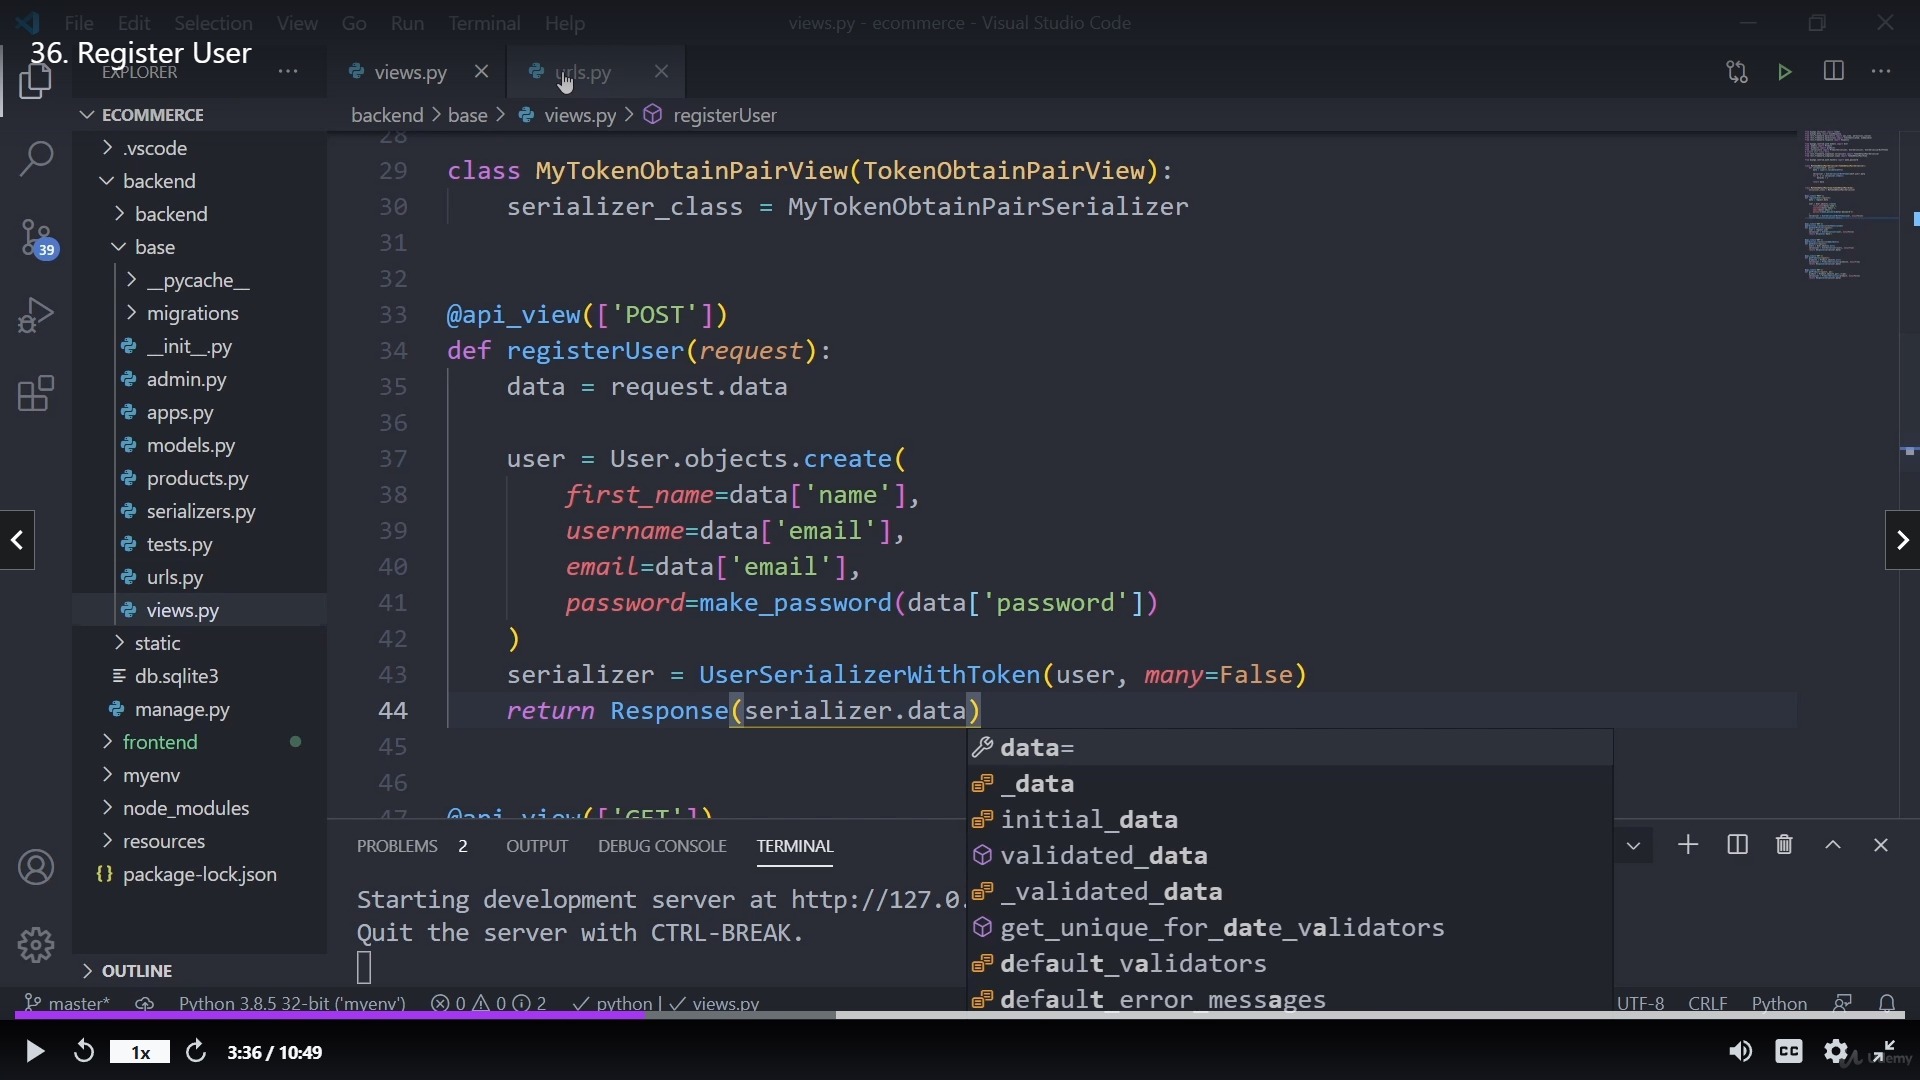 File Edit Selection View Go Run Terminal Help
views.py - ecommerce - Visual Studio Code
36. Register User
EXPLORER
views.py
urls.py
ECOMMERCE
backend > base > views.py > registerUser
.vscode
backend
backend
base
__pycache__
migrations
__init__.py
admin.py
apps.py
models.py
products.py
serializers.py
tests.py
urls.py
views.py
static
db.sqlite3
manage.py
frontend
myenv
node_modules
resources
package-lock.json
OUTLINE
39
28
29 class MyTokenObtainPairView(TokenObtainPairView):
30 serializer_class = MyTokenObtainPairSerializer
31
32
33 @api_view(['POST'])
34 def registerUser(request):
35 data = request.data
36
37 user = User.objects.create(
38 first_name=data['name'],
39 username=data['email'],
40 email=data['email'],
41 password=make_password(data['password'])
42 )
43 serializer = UserSerializerWithToken(user, many=False)
44 return Response(serializer.data)
45
46
47 @api_view(['GET'])
data=
_data
initial_data
validated_data
_validated_data
get_unique_for_date_validators
default_validators
default_error_messages
PROBLEMS 2 OUTPUT DEBUG CONSOLE TERMINAL
Starting development server at http://127.0.
Quit the server with CTRL-BREAK.
master* Python 3.8.5 32-bit ('myenv') 0 0 2 python | views.py UTF-8 CRLF Python
1x 3:36 / 10:49
CC
Udemy